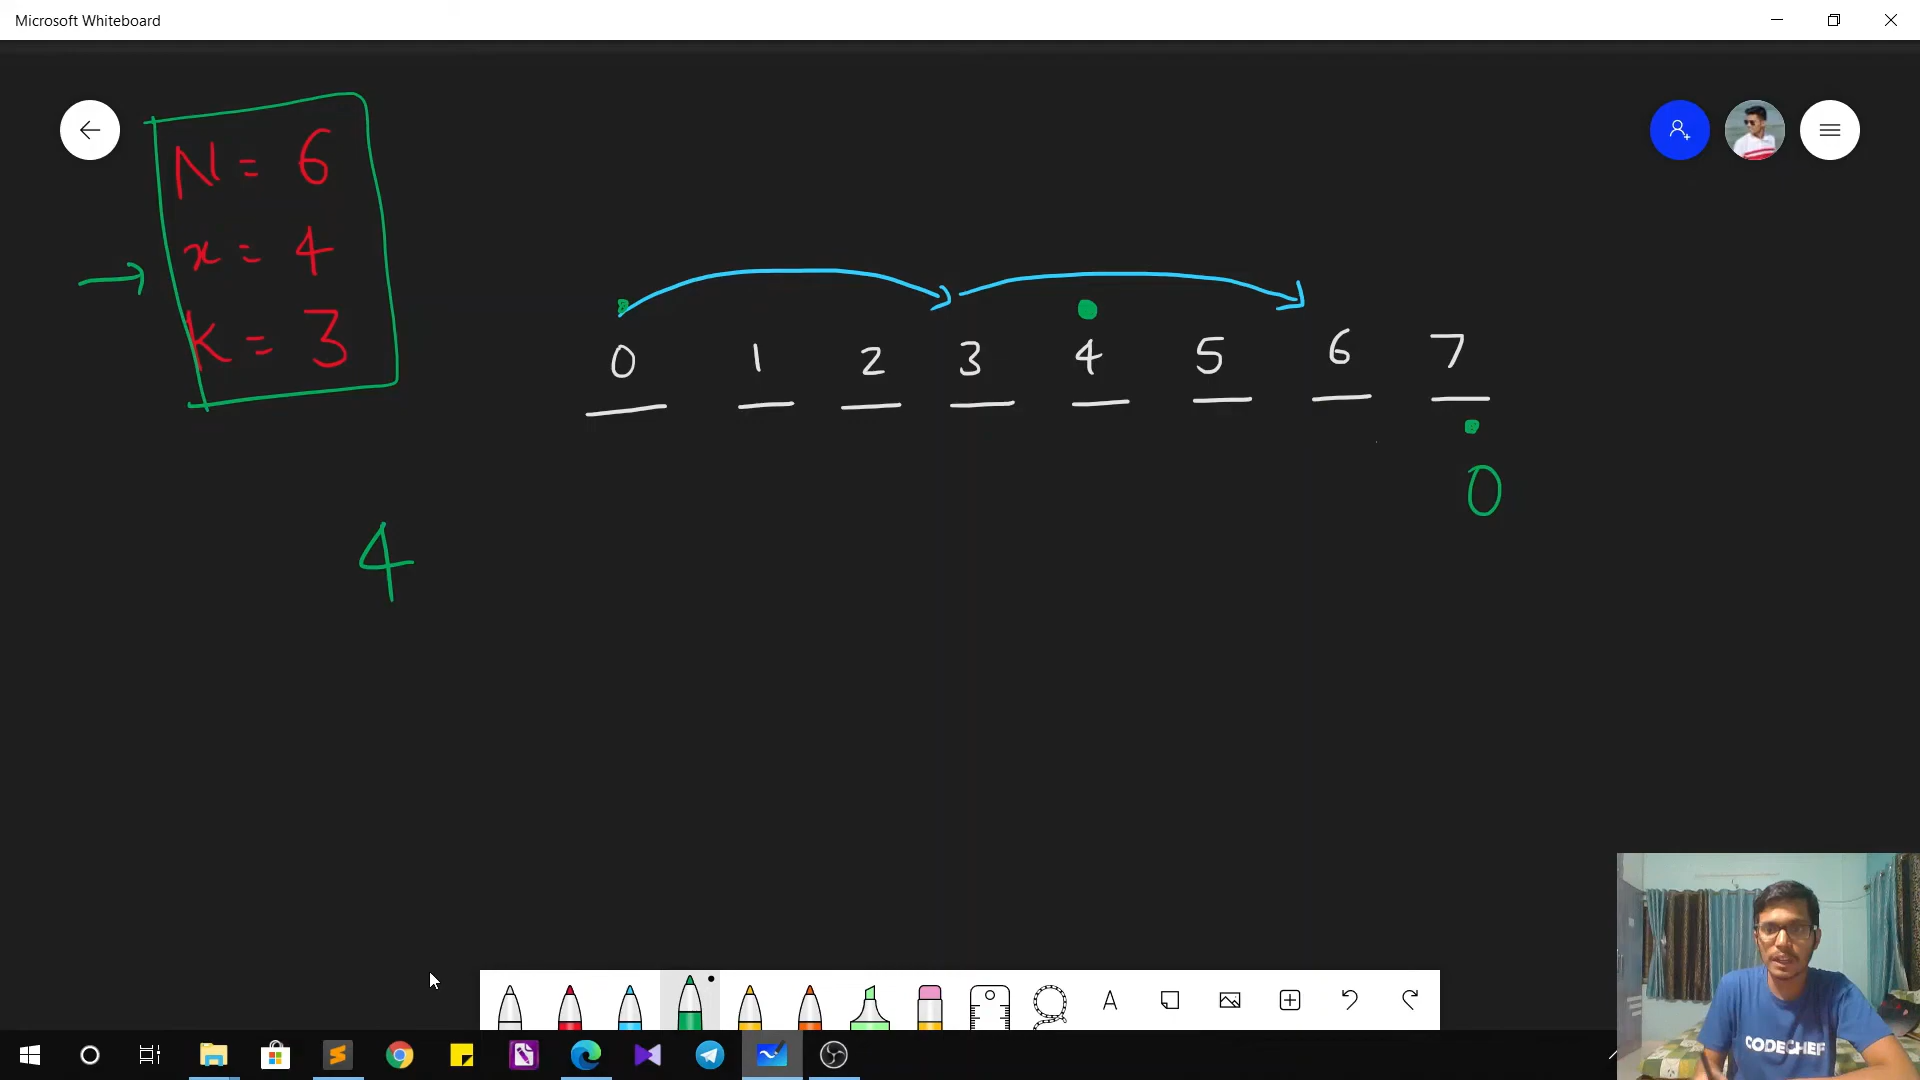 Microsoft Whiteboard
N = 6
x = 4
K = 3
0 1 2 3 4 5 6 7
0
4
A
CODECHEF